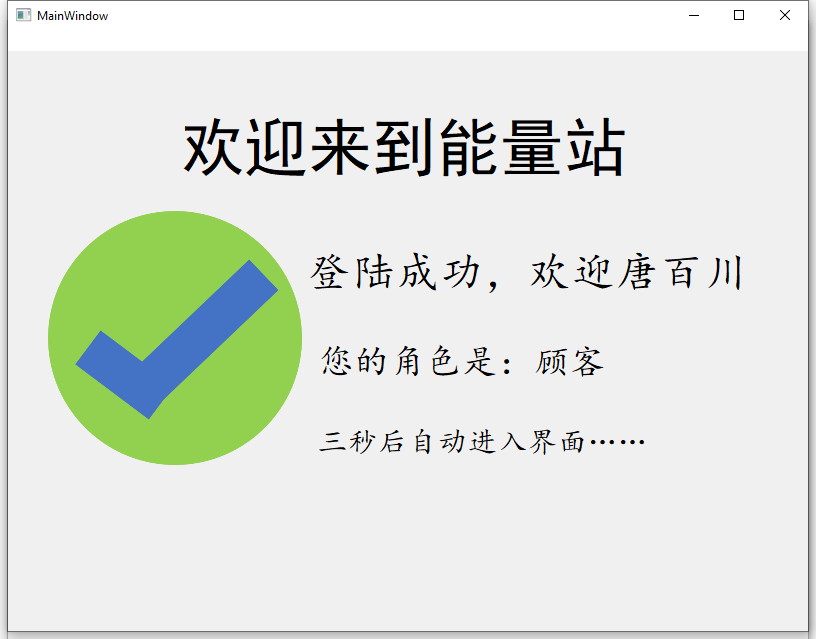 MainWindow
欢迎来到能量站
登陆成功，欢迎唐百川
您的角色是：顾客
三秒后自动进入界面……